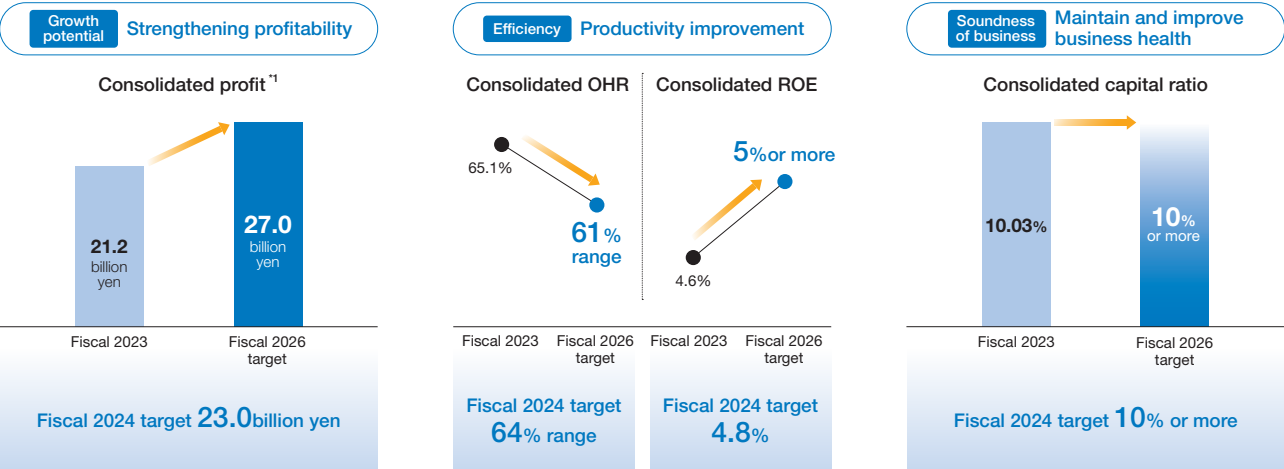 Growth
potential
Strengthening profitability
Consolidated profit *1
21.2
billion
yen
27.0
billion
yen
Fiscal 2023
Fiscal 2026
target
Fiscal 2024 target 23.0billion yen
Efficiency
Productivity improvement
Consolidated OHR
65.1%
61%
range
Fiscal 2023
Fiscal 2026
target
Fiscal 2024 target
64% range
Consolidated ROE
5%or more
4.6%
Fiscal 2023
Fiscal 2026
target
Fiscal 2024 target
4.8%
Soundness
of business
Maintain and improve
business health
Consolidated capital ratio
10.03%
10%
or more
Fiscal 2023
Fiscal 2026
target
Fiscal 2024 target 10% or more